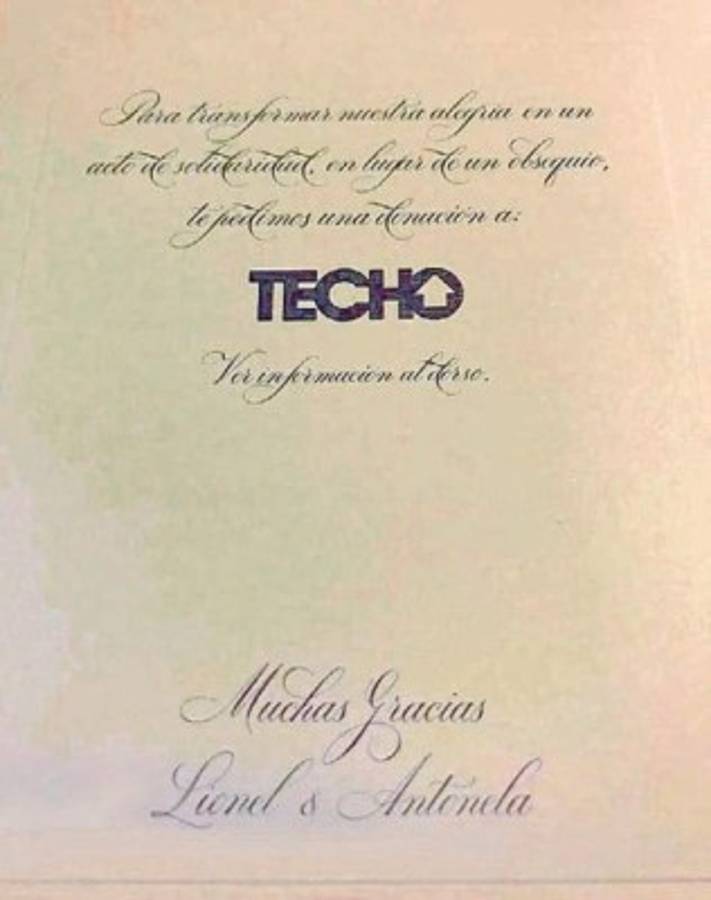 Para transformar nuestra alegría en un
acto de solidaridad, en lugar de un obsequio,
te pedimos una donación a:
TECHO
Ver información al dorso.
Muchas Gracias
Lionel & Antonela